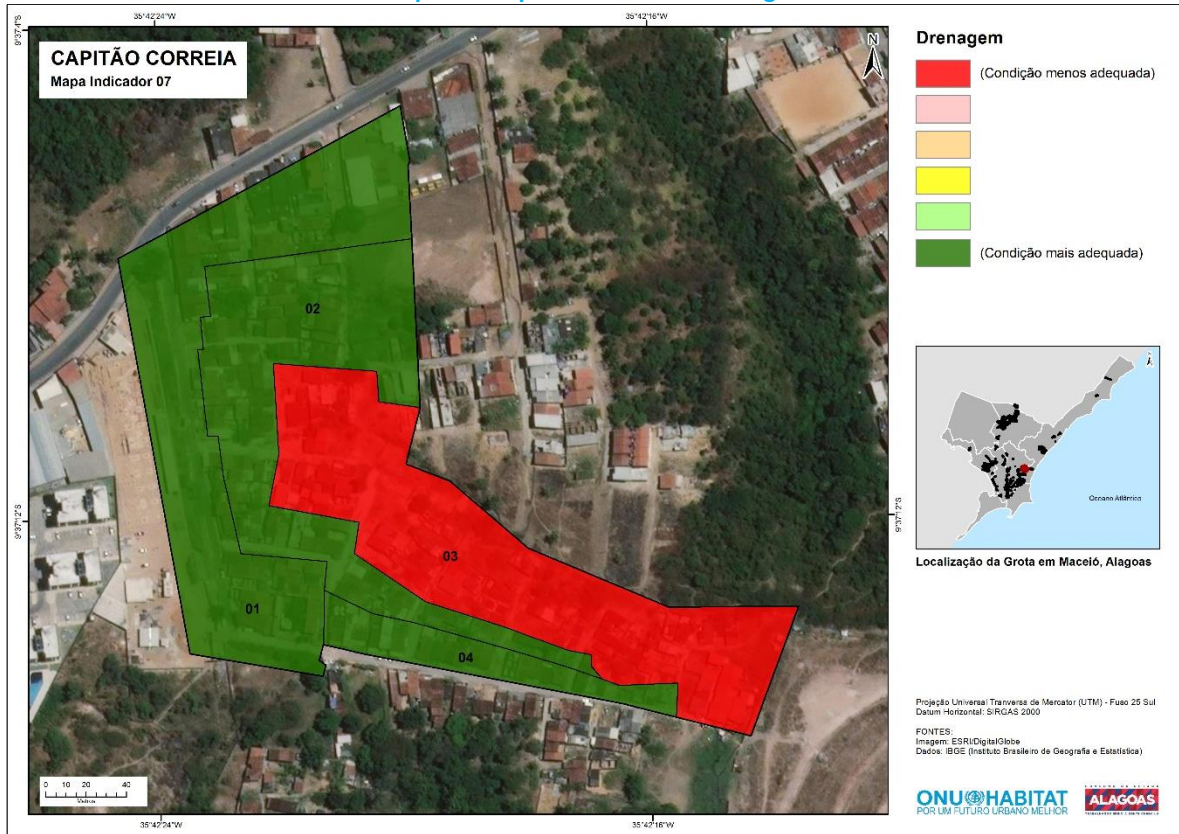 35°42'24"W
35°42'16"W
9°37'4"S
CAPITÃO CORREIA
Mapa Indicador 07
N
02
03
01
04
9°37'12"S
9°37'12"S
0 10 20 40
Metros
35°42'24"W
35°42'16"W
Drenagem
(Condição menos adequada)
(Condição mais adequada)
Oceano Atlântico
Localização da Grota em Maceió, Alagoas
Projeção Universal Tranversa de Mercator (UTM) - Fuso 25 Sul
Datum Horizontal: SIRGAS 2000
FONTES:
Imagem: ESRI/DigitalGlobe
Dados: IBGE (Instituto Brasileiro de Geografia e Estatística)
ONU HABITAT
POR UM FUTURO URBANO MELHOR
ALAGOAS